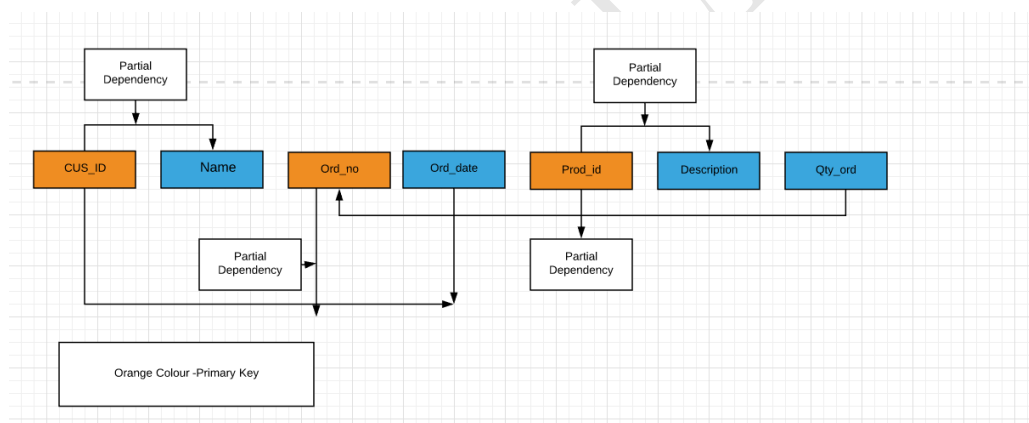 Partial
Dependency
Partial
Dependency
CUS_ID
Name
Ord_no
Ord_date
Prod_id
Description
Qty_ord
Partial
Dependency
Partial
Dependency
Orange Colour -Primary Key